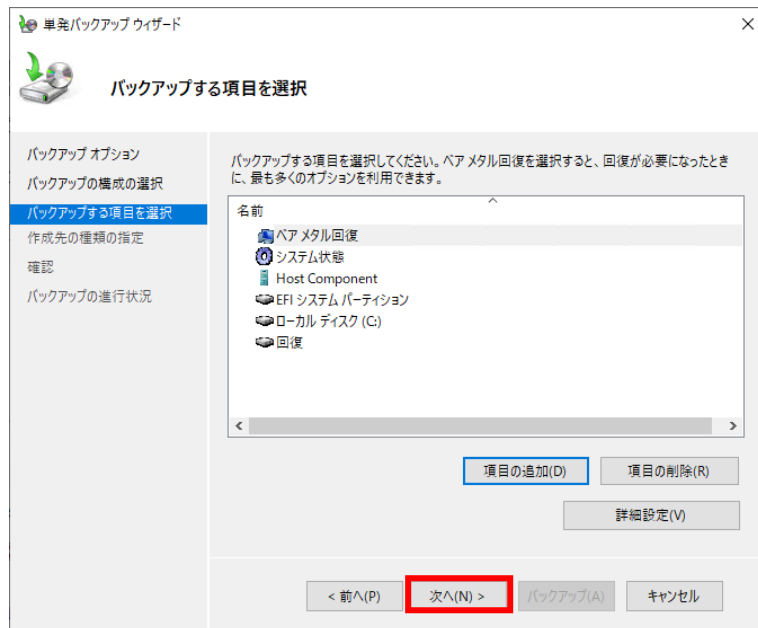 単発バックアップ ウィザード
バックアップする項目を選択
バックアップ オプション
バックアップの構成の選択
バックアップする項目を選択
作成先の種類の指定
確認
バックアップの進行状況
バックアップする項目を選択してください。ベア メタル回復を選択すると、回復が必要になったとき
に、最も多くのオプションを利用できます。
名前
ベア メタル回復
システム状態
Host Component
EFI システム パーティション
ローカル ディスク (C:)
回復
項目の追加(D)
項目の削除(R)
詳細設定(V)
< 前へ(P)
次へ(N) >
バックアップ(A)
キャンセル